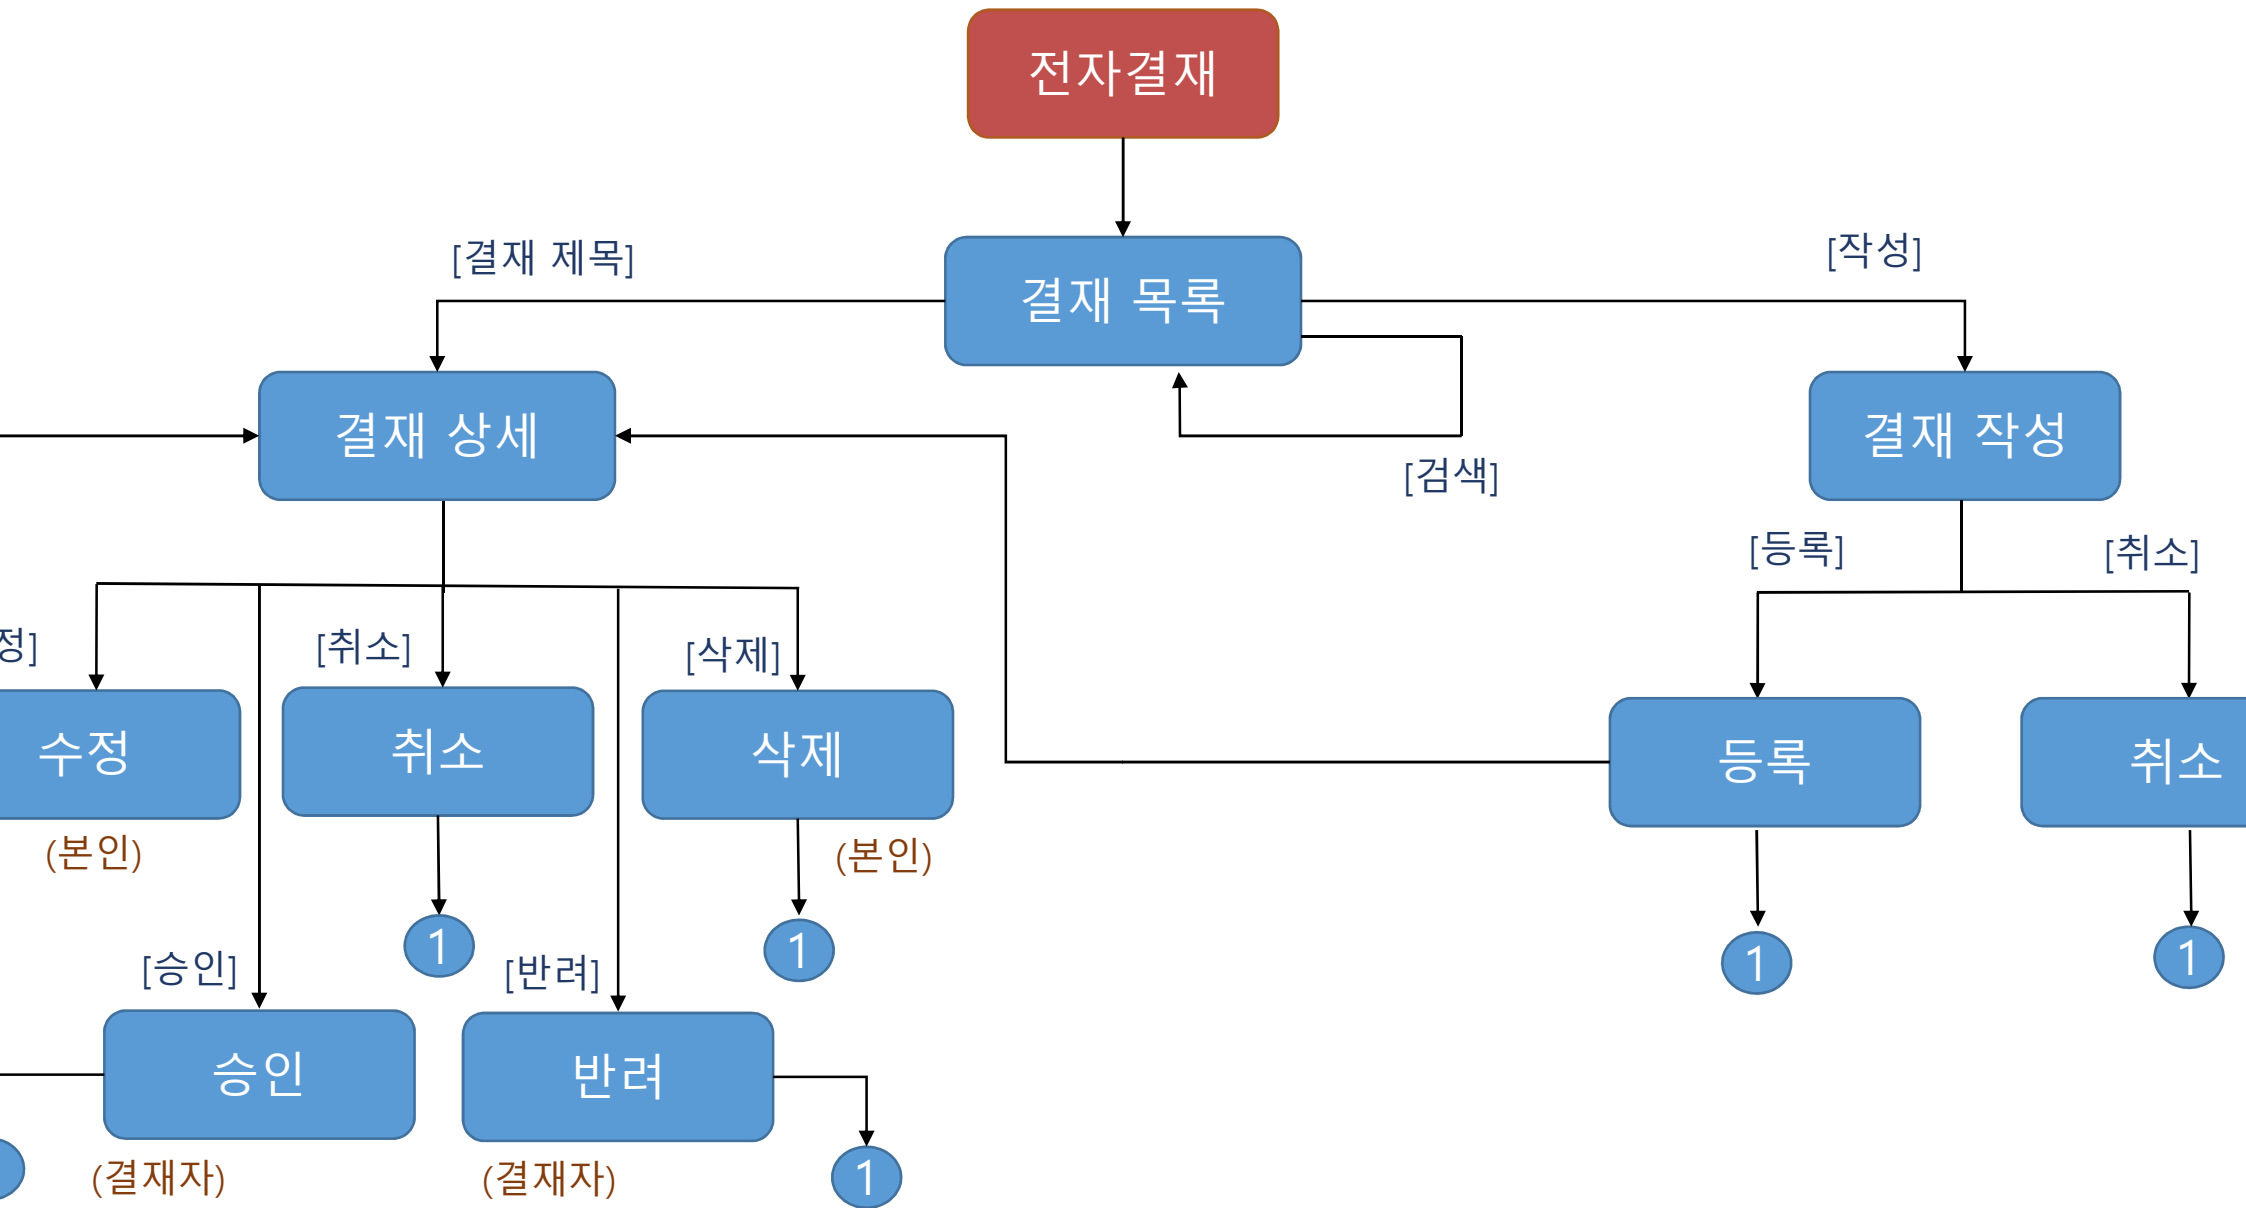 전자결재
[결재 제목]
결재 목록
[작성]
결재 상세
결재 작성
[검색]
[등록]
[취소]
정]
[취소]
[삭제]
수정
취소
삭제
등록
취소
(본인)
(본인)
1
1
1
1
[승인]
[반려]
승인
반려
(결재자)
(결재자)
1